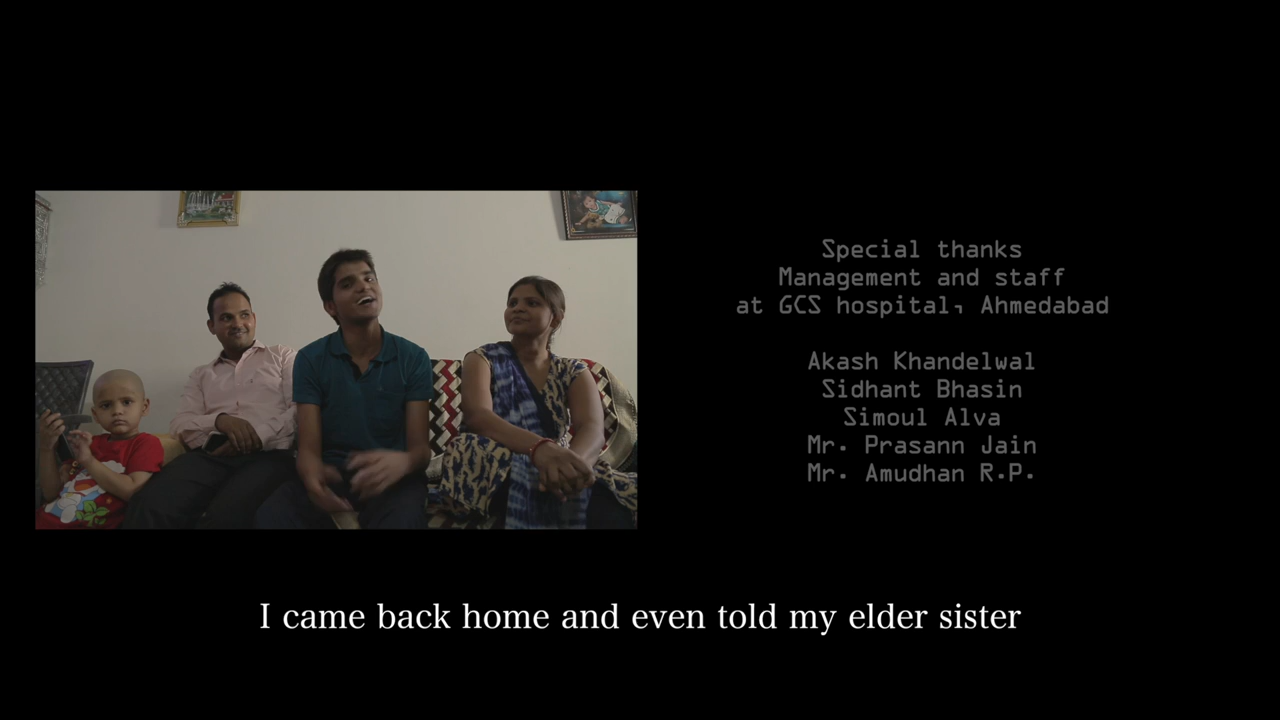 Special thanks
Management and staff
at GCS hospital, Ahmedabad
Akash Khandelwal
Sidhant Bhasin
Simoul Alva
Mr. Prasann Jain
Mr. Amudhan R.P.
I came back home and even told my elder sister